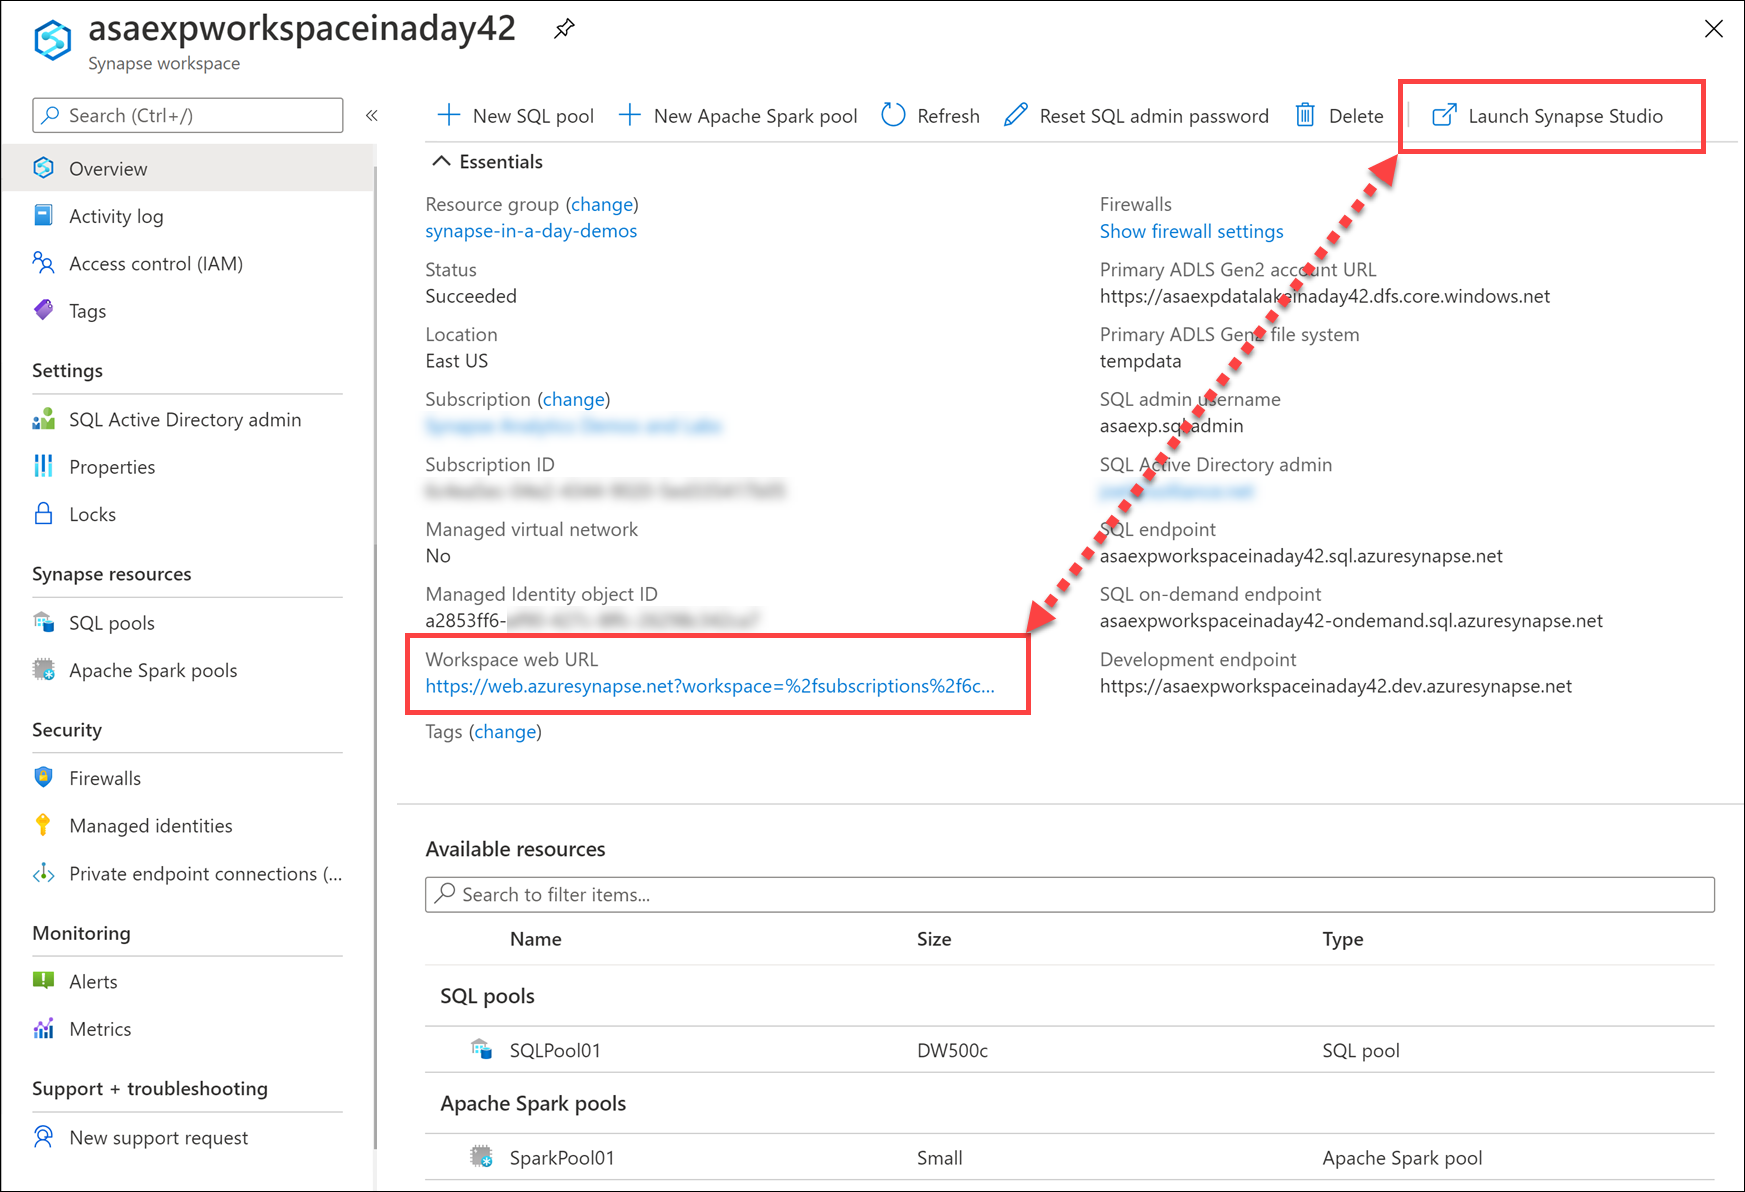 asaexpworkspaceinaday42
Synapse workspace
Search (Ctrl+/)
«
Overview
Activity log
Access control (IAM)
Tags
Settings
SQL Active Directory admin
Properties
Locks
Synapse resources
SQL pools
Apache Spark pools
Security
Firewalls
Managed identities
Private endpoint connections (...
Monitoring
Alerts
Metrics
Support + troubleshooting
New support request
New SQL pool
New Apache Spark pool
Refresh
Reset SQL admin password
Delete
Launch Synapse Studio
Essentials
Resource group (change)
synapse-in-a-day-demos
Status
Succeeded
Location
East US
Subscription (change)
Synapse Analytics Demos and Labs
Subscription ID
Managed virtual network
No
Managed Identity object ID
a2853ff6-
Workspace web URL
https://web.azuresynapse.net?workspace=%2fsubscriptions%2f6c...
Tags (change)
Firewalls
Show firewall settings
Primary ADLS Gen2 account URL
https://asaexpdatalakeinaday42.dfs.core.windows.net
Primary ADLS Gen2 file system
tempdata
SQL admin username
asaexp.sqladmin
SQL Active Directory admin
SQL endpoint
asaexpworkspaceinaday42.sql.azuresynapse.net
SQL on-demand endpoint
asaexpworkspaceinaday42-ondemand.sql.azuresynapse.net
Development endpoint
https://asaexpworkspaceinaday42.dev.azuresynapse.net
Available resources
Search to filter items...
Name Size Type
SQL pools
SQLPool01 DW500c SQL pool
Apache Spark pools
SparkPool01 Small Apache Spark pool